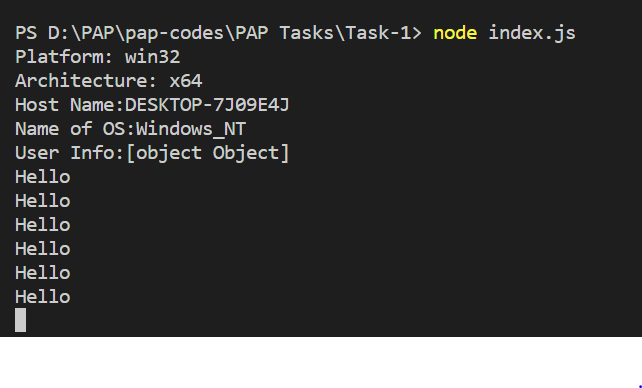 PS D:\PAP\pap-codes\PAP Tasks\Task-1> node index.js
Platform: win32
Architecture: x64
Host Name:DESKTOP-7J09E4J
Name of OS:Windows_NT
User Info:[object Object]
Hello
Hello
Hello
Hello
Hello
Hello